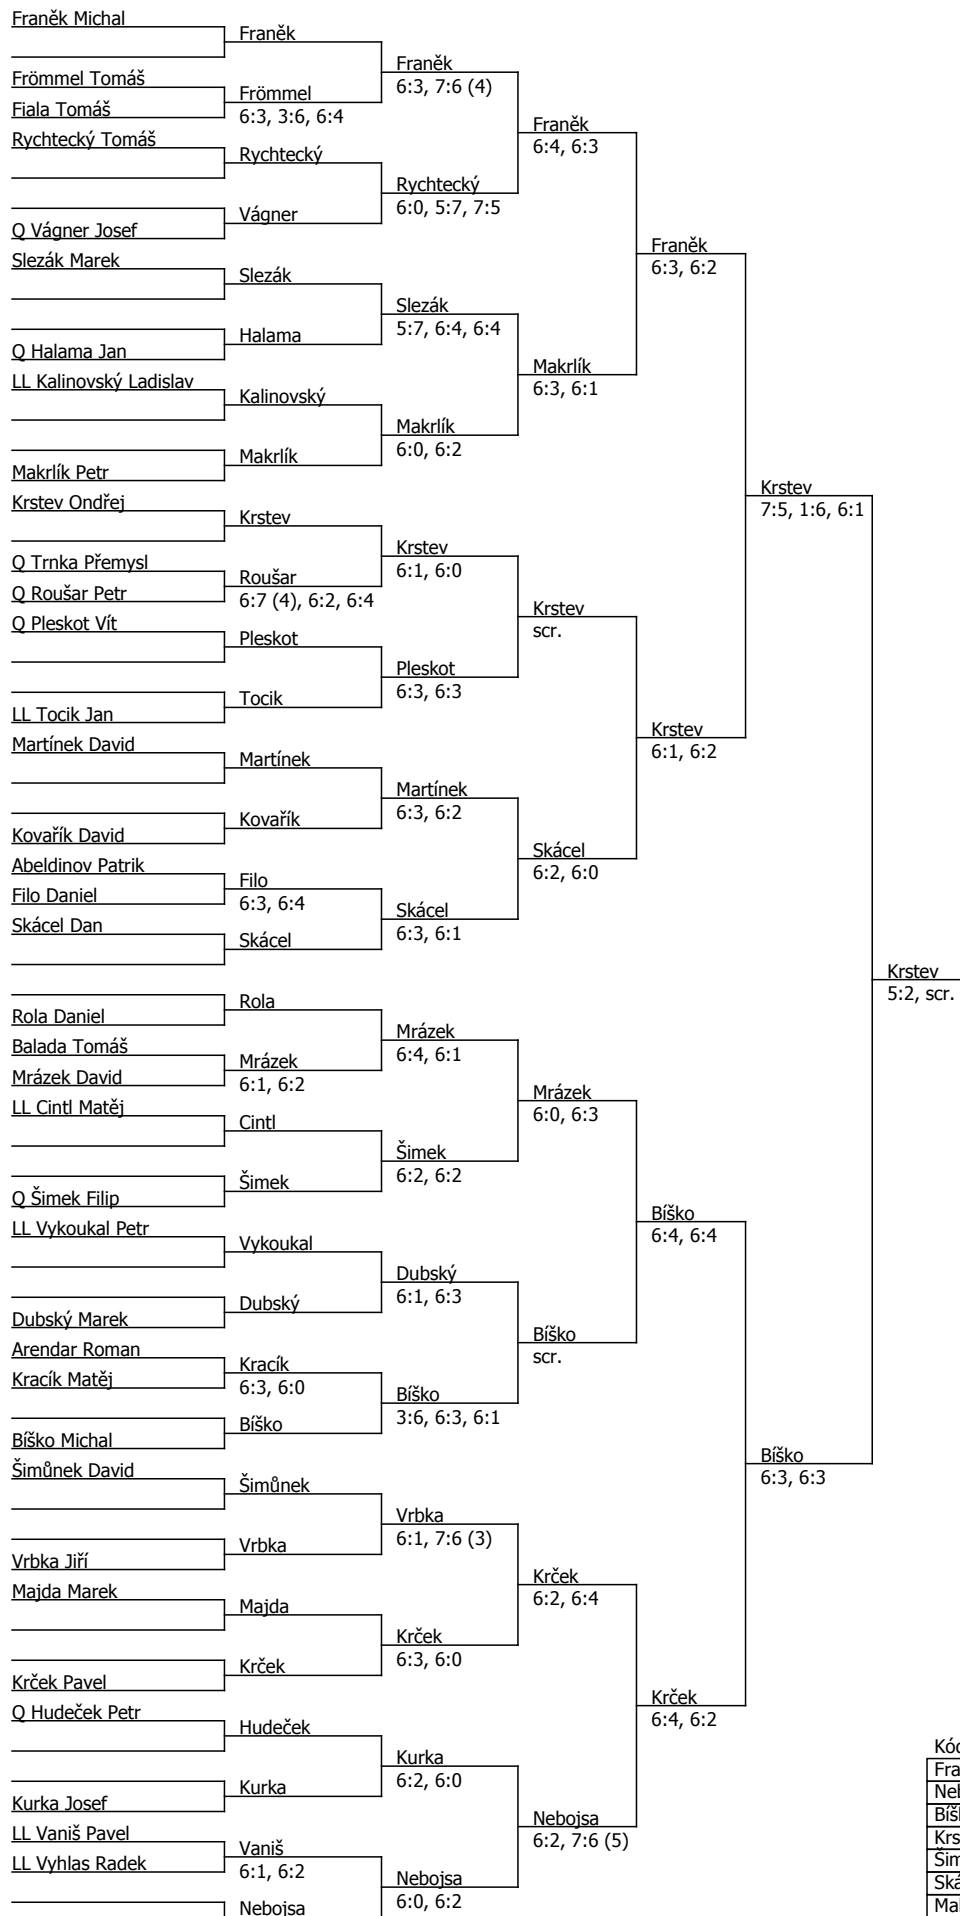 Franěk Michal
Franěk
Franěk
Frömmel Tomáš
6:3, 7:6 (4)
Frömmel
Fiala Tomáš
6:3, 3:6, 6:4
Franěk
Rychtecký Tomáš
6:4, 6:3
Rychtecký
Rychtecký
6:0, 5:7, 7:5
Vágner
Q Vágner Josef
Franěk
Slezák Marek
6:3, 6:2
Slezák
Slezák
5:7, 6:4, 6:4
Halama
Q Halama Jan
Makrlík
LL Kalinovský Ladislav
6:3, 6:1
Kalinovský
Makrlík
6:0, 6:2
Makrlík
Makrlík Petr
Krstev
Krstev Ondřej
7:5, 1:6, 6:1
Krstev
Krstev
Q Trnka Přemysl
6:1, 6:0
Roušar
Q Roušar Petr
6:7 (4), 6:2, 6:4
Krstev
Q Pleskot Vít
scr.
Pleskot
Pleskot
6:3, 6:3
Tocik
LL Tocik Jan
Krstev
Martínek David
6:1, 6:2
Martínek
Martínek
6:3, 6:2
Kovařík
Kovařík David
Skácel
Abeldinov Patrik
6:2, 6:0
Filo
Filo Daniel
6:3, 6:4
Skácel
Skácel Dan
6:3, 6:1
Skácel
Krstev
5:2, scr.
Rola
Rola Daniel
Mrázek
Balada Tomáš
6:4, 6:1
Mrázek
Mrázek David
6:1, 6:2
Mrázek
LL Cintl Matěj
6:0, 6:3
Cintl
Šimek
6:2, 6:2
Šimek
Q Šimek Filip
Bíško
LL Vykoukal Petr
6:4, 6:4
Vykoukal
Dubský
6:1, 6:3
Dubský
Dubský Marek
Bíško
Arendar Roman
scr.
Kracík
Kracík Matěj
6:3, 6:0
Bíško
3:6, 6:3, 6:1
Bíško
Bíško Michal
Bíško
Šimůnek David
6:3, 6:3
Šimůnek
Vrbka
6:1, 7:6 (3)
Vrbka
Vrbka Jiří
Krček
Majda Marek
6:2, 6:4
Majda
Krček
6:3, 6:0
Krček
Krček Pavel
Krček
Q Hudeček Petr
6:4, 6:2
Hudeček
Kurka
6:2, 6:0
Kurka
Kurka Josef
Nebojsa
LL Vaniš Pavel
6:2, 7:6 (5)
Vaniš
LL Vyhlas Radek
6:1, 6:2
Nebojsa
6:0, 6:2
Nebojsa